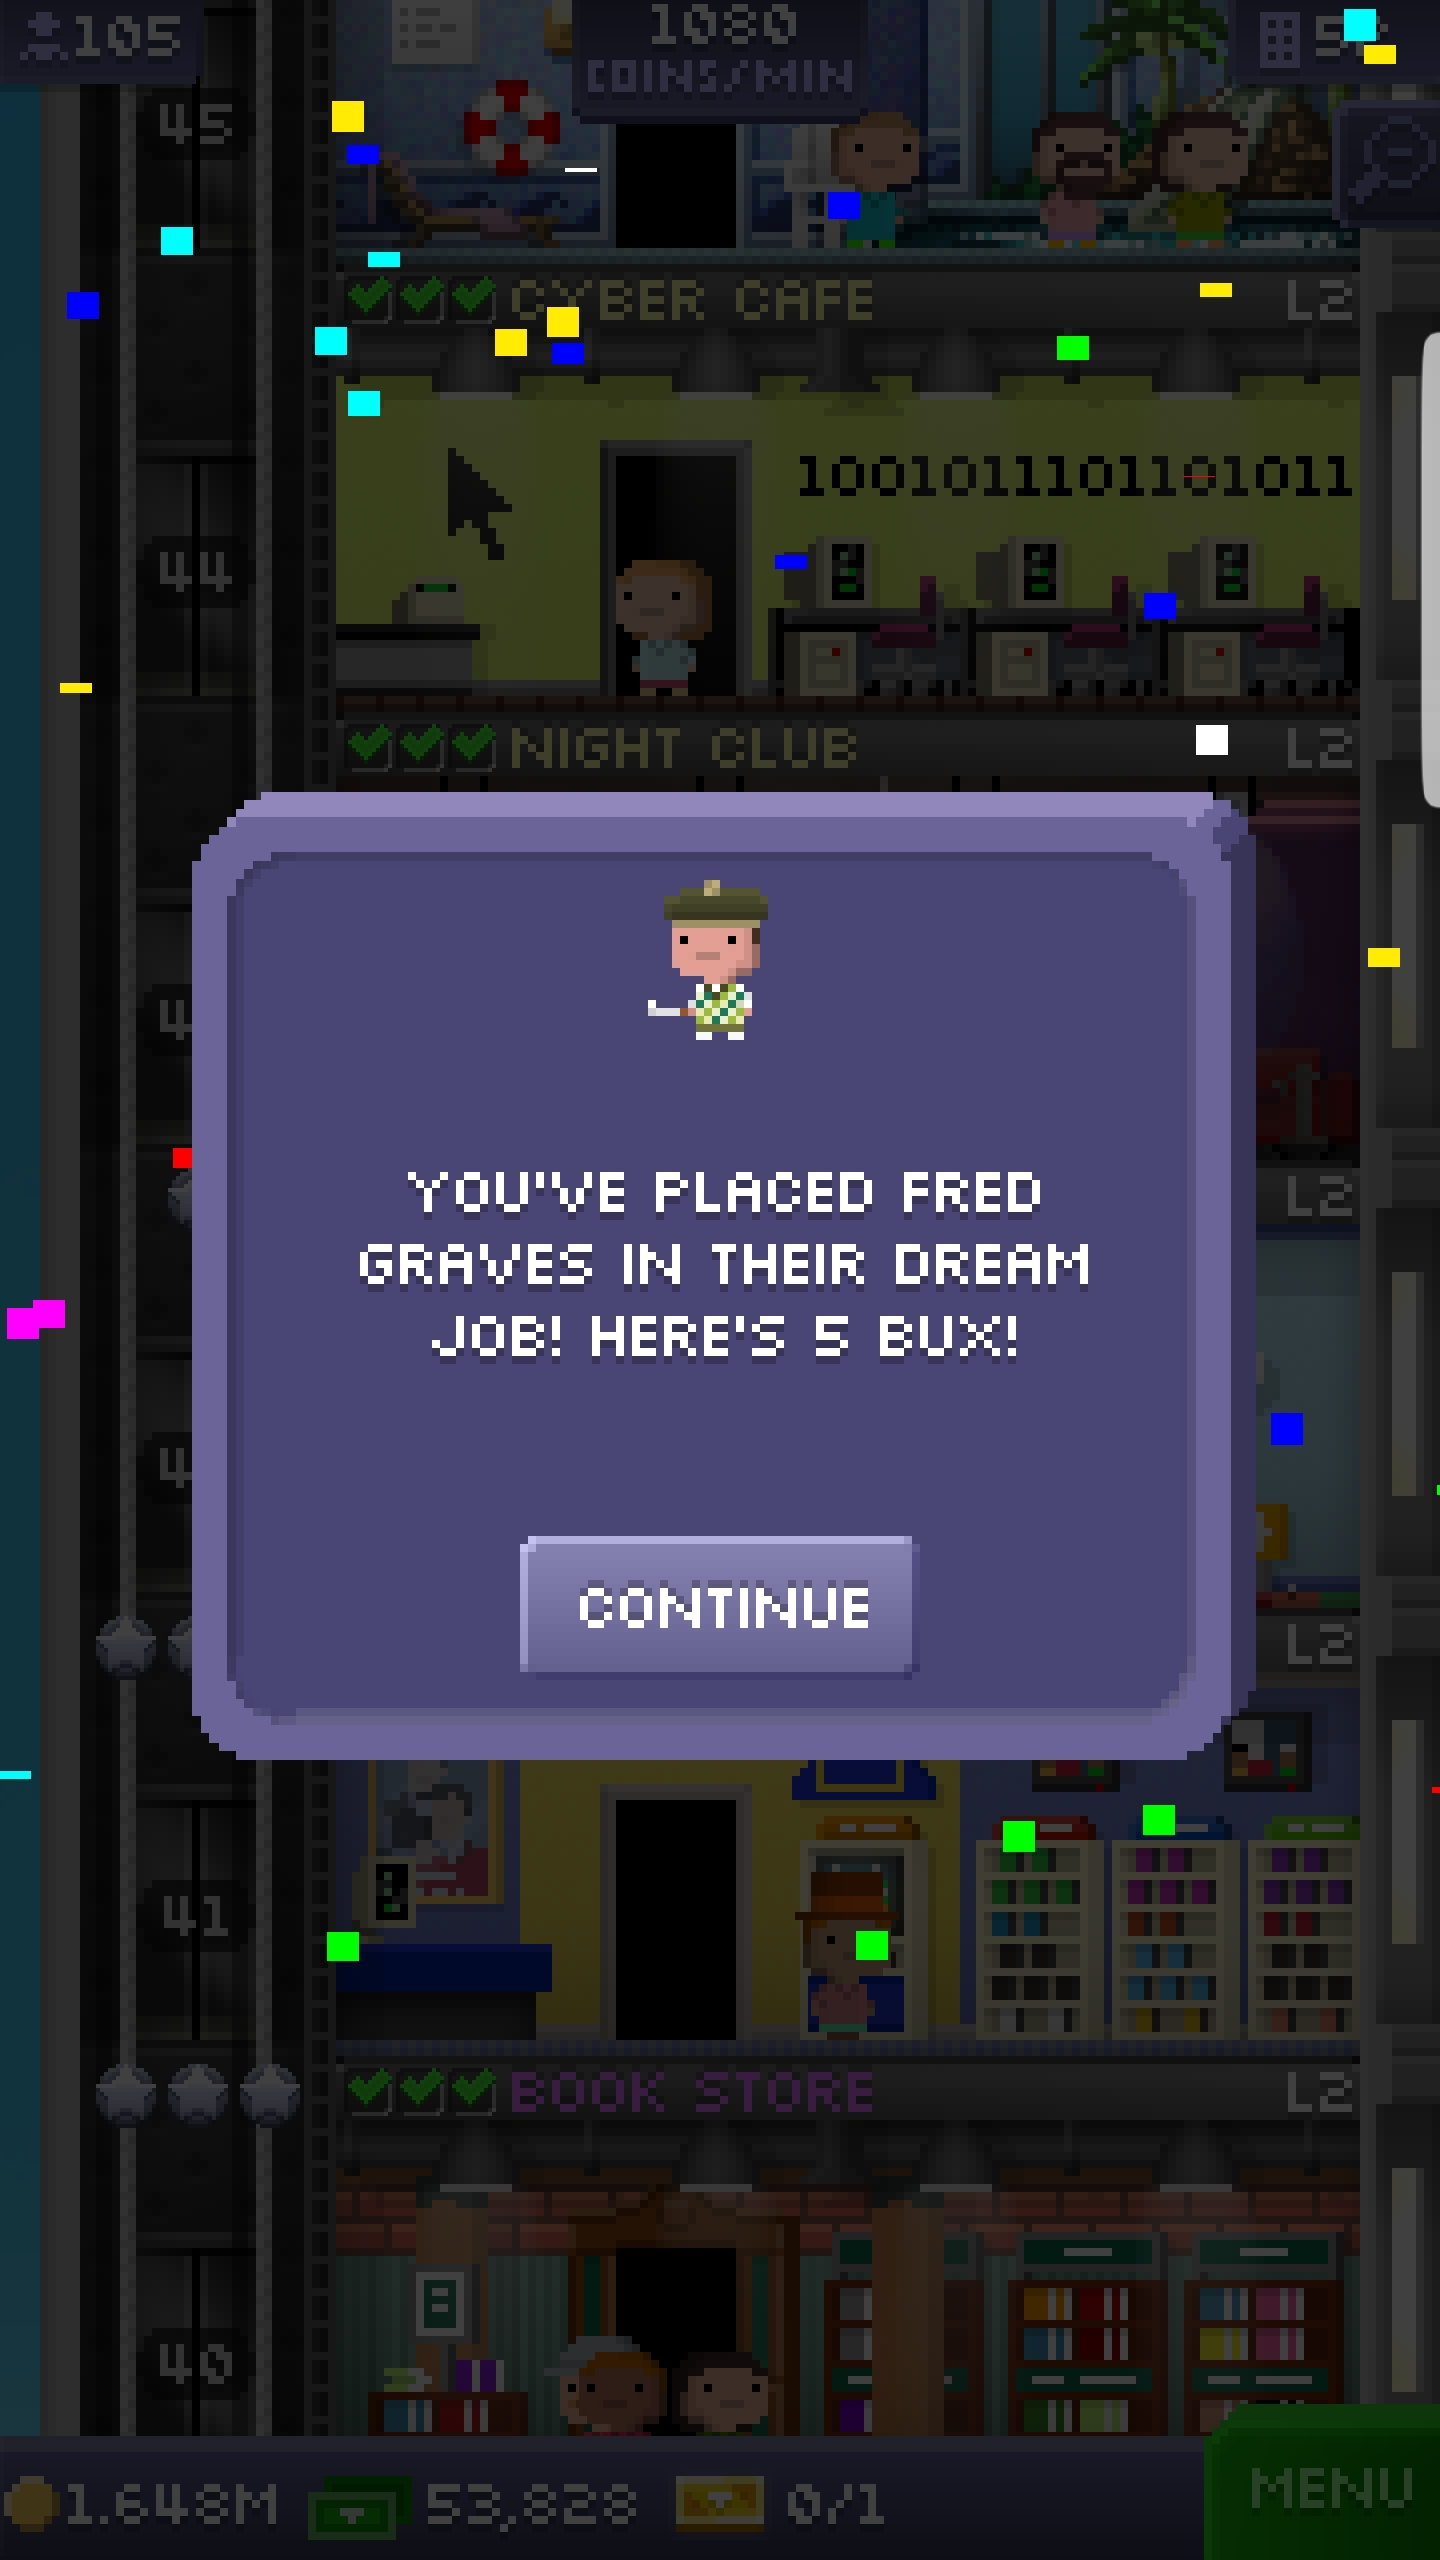 105
1080
COINS/MIN
45
CYBER CAFE
L2
1001011101101011
44
NIGHT CLUB
L2
L2
YOU'VE PLACED FRED
GRAVES IN THEIR DREAM
JOB! HERE'S 5 BUX!
CONTINUE
L2
41
BOOK STORE
L2
40
1.648M
53,828
0/1
MENU